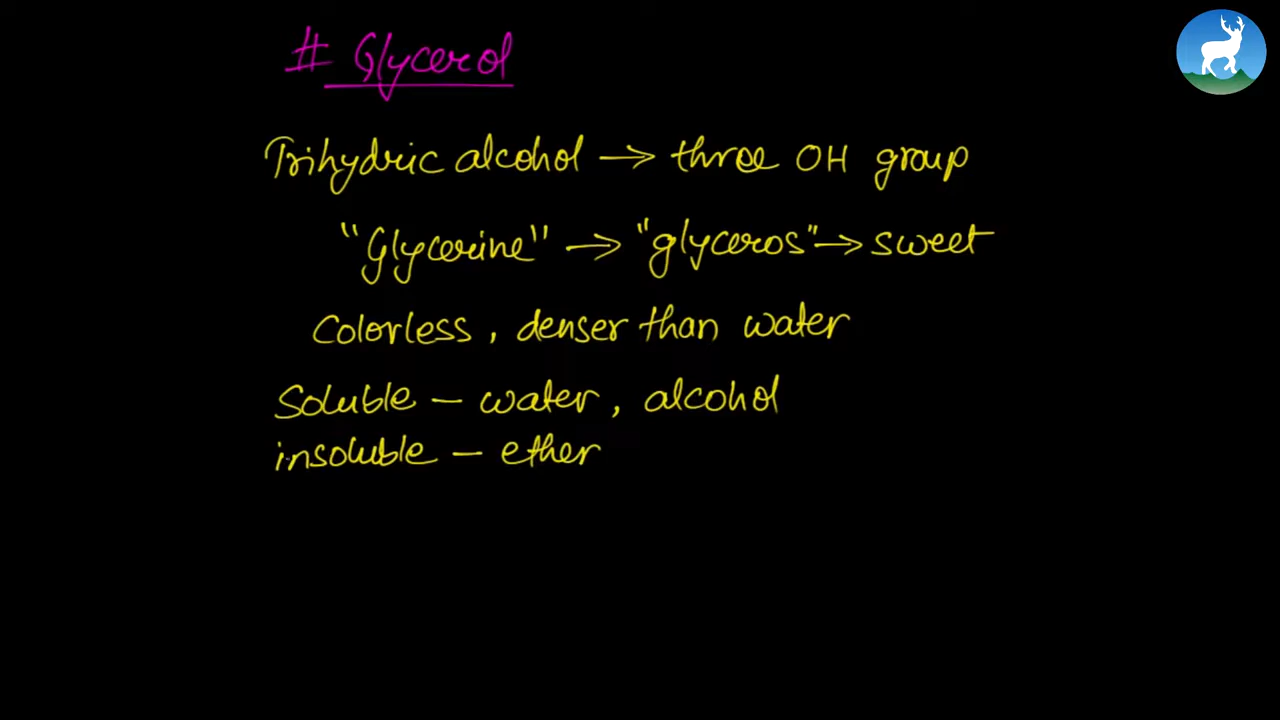 # Glycerol
Trihydric alcohol → three OH group
"Glycerine" → "glyceros" → sweet
Colorless, denser than water
Soluble - water, alcohol
insoluble - ether